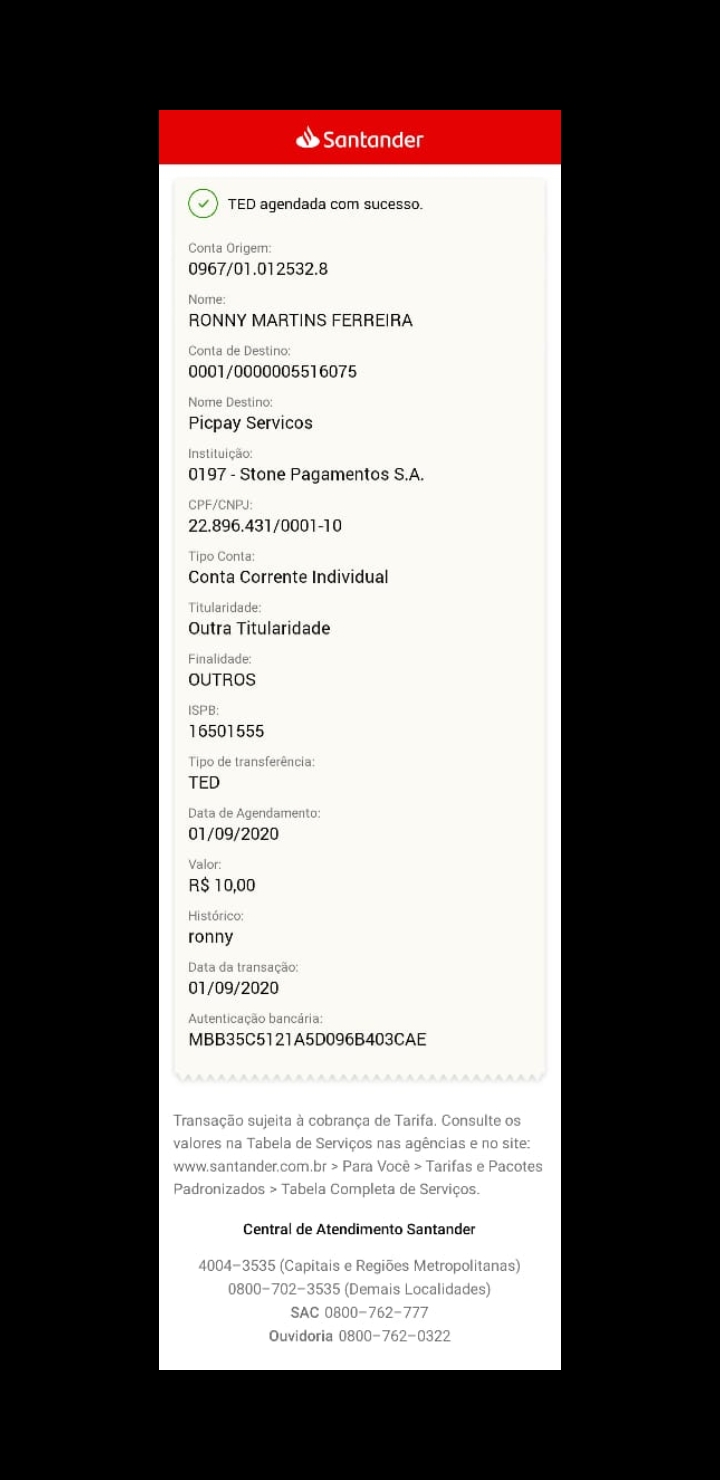 Santander
TED agendada com sucesso.
Conta Origem:
0967/01.012532.8
Nome:
RONNY MARTINS FERREIRA
Conta de Destino:
0001/0000005516075
Nome Destino:
Picpay Servicos
Instituição:
0197 - Stone Pagamentos S.A.
CPF/CNPJ:
22.896.431/0001-10
Tipo Conta:
Conta Corrente Individual
Titularidade:
Outra Titularidade
Finalidade:
OUTROS
ISPB:
16501555
Tipo de transferência:
TED
Data de Agendamento:
01/09/2020
Valor:
R$ 10,00
Histórico:
ronny
Data da transação:
01/09/2020
Autenticação bancária:
MBB35C5121A5D096B403CAE
Transação sujeita à cobrança de Tarifa. Consulte os
valores na Tabela de Serviços nas agências e no site:
www.santander.com.br > Para Você > Tarifas e Pacotes
Padronizados > Tabela Completa de Serviços.
Central de Atendimento Santander
4004-3535 (Capitais e Regiões Metropolitanas)
0800-702-3535 (Demais Localidades)
SAC 0800-762-777
Ouvidoria 0800-762-0322